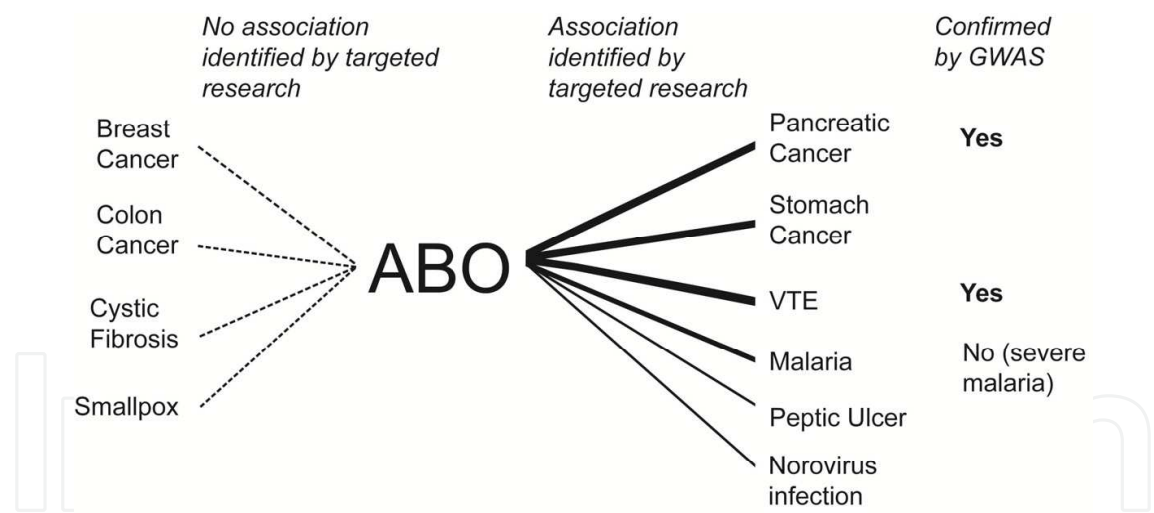 No association
identified by targeted
research
Association
identified by
targeted research
Confirmed
by GWAS
Breast
Cancer
Colon
Cancer
Cystic
Fibrosis
Smallpox
ABO
Pancreatic
Cancer
Yes
Stomach
Cancer
VTE
Yes
Malaria
No (severe
malaria)
Peptic Ulcer
Norovirus
infection